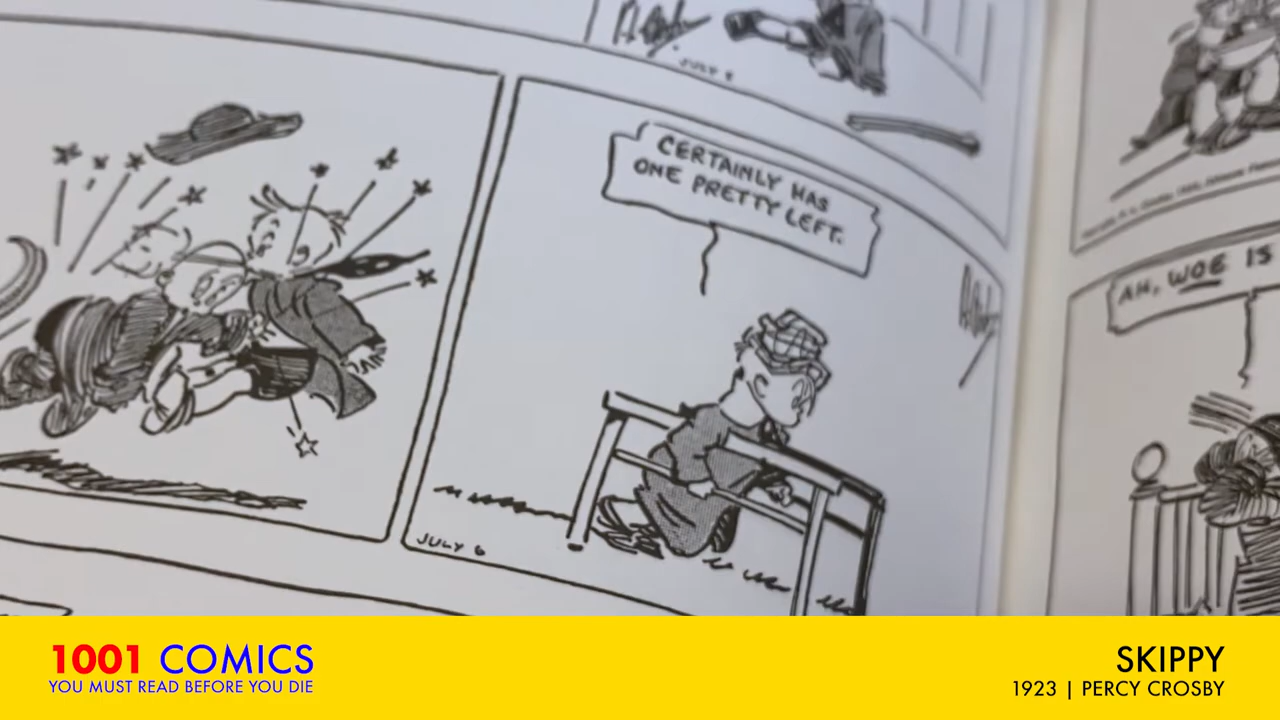 JULY 8
CERTAINLY HAS
ONE PRETTY LEFT.
JULY 6
AH, WOE IS
1001 COMICS
YOU MUST READ BEFORE YOU DIE
SKIPPY
1923 | PERCY CROSBY